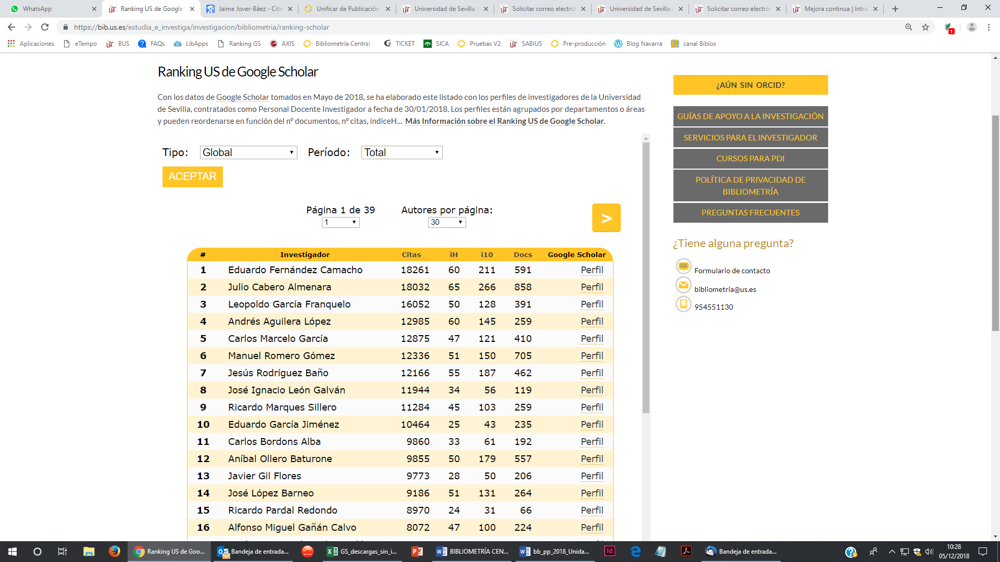 WhatsApp
Ranking US de Google
Jaime Jover-Báez - Cita
Unificar de Publicación
Universidad de Sevilla
Solicitar correo electró
Universidad de Sevilla
Solicitar correo electró
Mejora continua | Intra
https://bib.us.es/estudia_e_investiga/investigacion/bibliometria/ranking-scholar
1
Aplicaciones
eTempo
BUS
FAQs
LibApps
Ranking GS
AXIS
Bibliometría Central
TICKET
SICA
Pruebas V2
SABIUS
Pre-producción
Blog Navarra
canal Biblos
Ranking US de Google Scholar
Con los datos de Google Scholar tomados en Mayo de 2018, se ha elaborado este listado con los perfiles de investigadores de la Universidad
de Sevilla, contratados como Personal Docente Investigador a fecha de 30/01/2018. Los perfiles están agrupados por departamentos o áreas
y pueden reordenarse en función del nº documentos, nº citas, índiceH... Más Información sobre el Ranking US de Google Scholar.
Tipo: Global Período: Total
ACEPTAR
Página 1 de 39 Autores por página:
1 30 >
# Investigador Citas iH i10 Docs Google Scholar
1 Eduardo Fernández Camacho 18261 60 211 591 Perfil
2 Julio Cabero Almenara 18032 65 266 858 Perfil
3 Leopoldo García Franquelo 16052 50 128 391 Perfil
4 Andrés Aguilera López 12985 60 145 259 Perfil
5 Carlos Marcelo García 12875 47 121 410 Perfil
6 Manuel Romero Gómez 12336 51 150 705 Perfil
7 Jesús Rodríguez Baño 12166 55 187 462 Perfil
8 José Ignacio León Galván 11944 34 56 119 Perfil
9 Ricardo Marques Sillero 11284 45 103 259 Perfil
10 Eduardo García Jiménez 10464 25 43 235 Perfil
11 Carlos Bordons Alba 9860 33 61 192 Perfil
12 Aníbal Ollero Baturone 9855 50 179 557 Perfil
13 Javier Gil Flores 9773 28 50 206 Perfil
14 José López Barneo 9186 51 131 264 Perfil
15 Ricardo Pardal Redondo 8970 24 31 66 Perfil
16 Alfonso Miguel Gañán Calvo 8072 47 100 224 Perfil
¿AÚN SIN ORCID?
GUÍAS DE APOYO A LA INVESTIGACIÓN
SERVICIOS PARA EL INVESTIGADOR
CURSOS PARA PDI
POLÍTICA DE PRIVACIDAD DE
BIBLIOMETRÍA
PREGUNTAS FRECUENTES
¿Tiene alguna pregunta?
Formulario de contacto
bibliometria@us.es
954551130
Ranking US de Goo...
Bandeja de entrada...
GS_descargas_sin_i...
BIBLIOMETRÍA CEN...
bb_pp_2018_Unida...
Bandeja de entrada...
10:28
05/12/2018